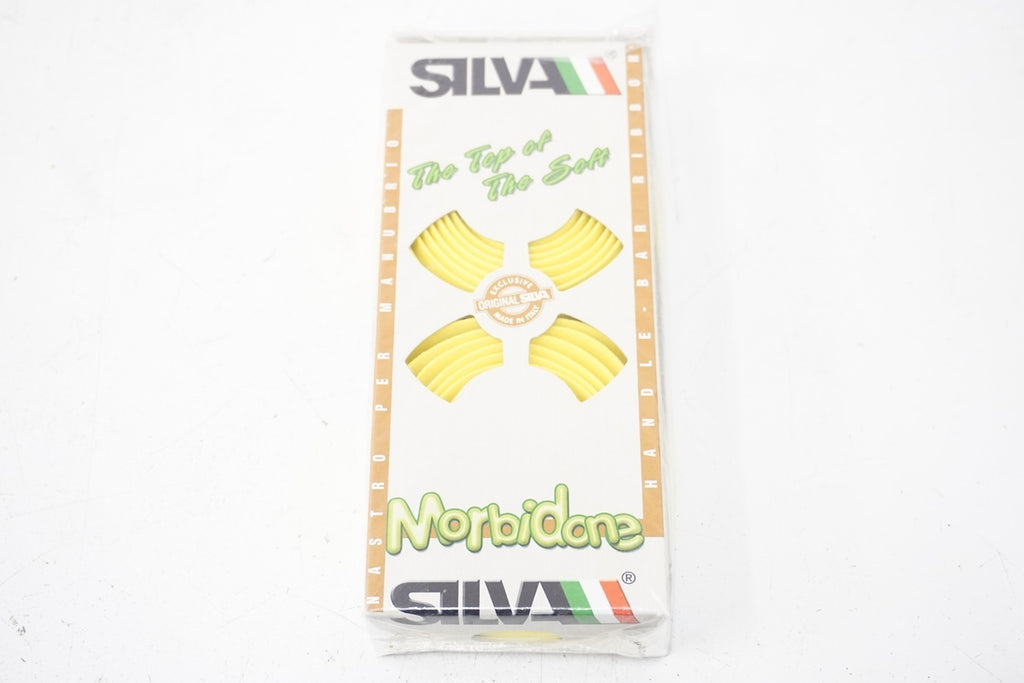 SILVA®
The Top of
The Soft
EXCLUSIVE
ORIGINAL SILVA
MADE IN ITALY
NASTRO PER MANUBRIO
HANDLE-BAR RIBBON
Morbidone
SILVA®